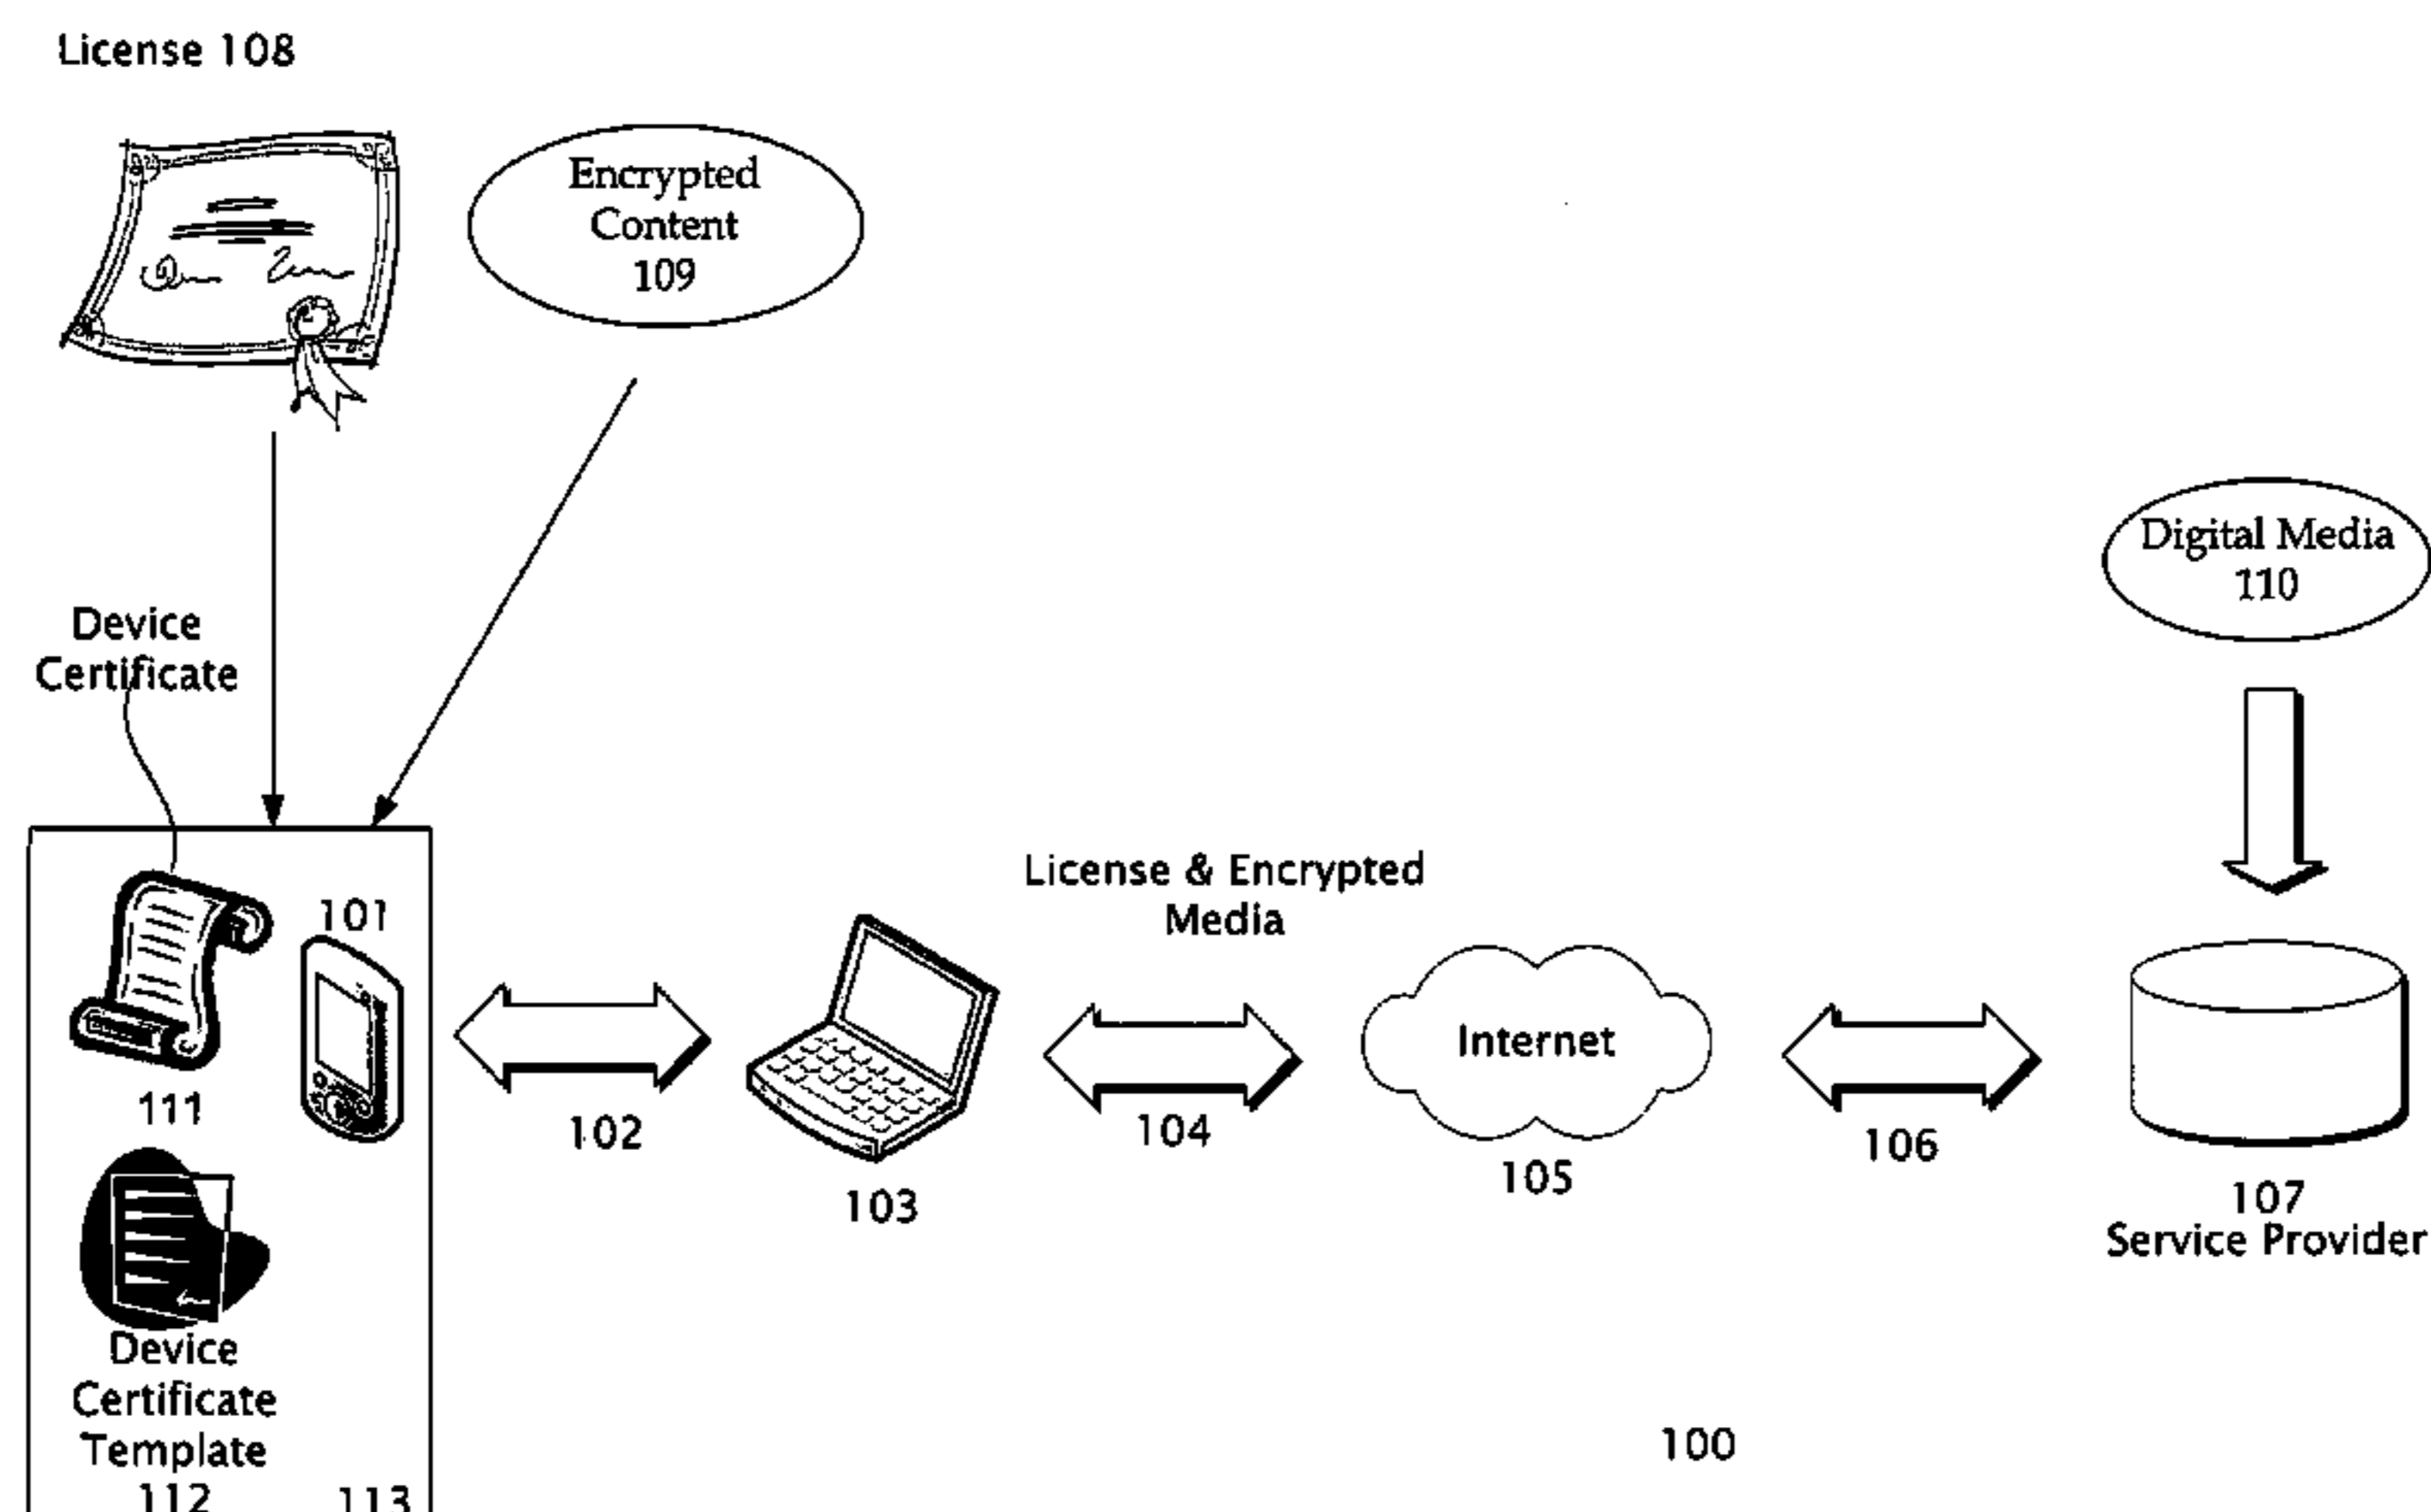 License 108
Encrypted
Content
109
Digital Media
110
Device
Certificate
License & Encrypted
Media
101
Internet
111
102
104
106
105
103
107
Service Provider
Device
Certificate
Template
112
113
100